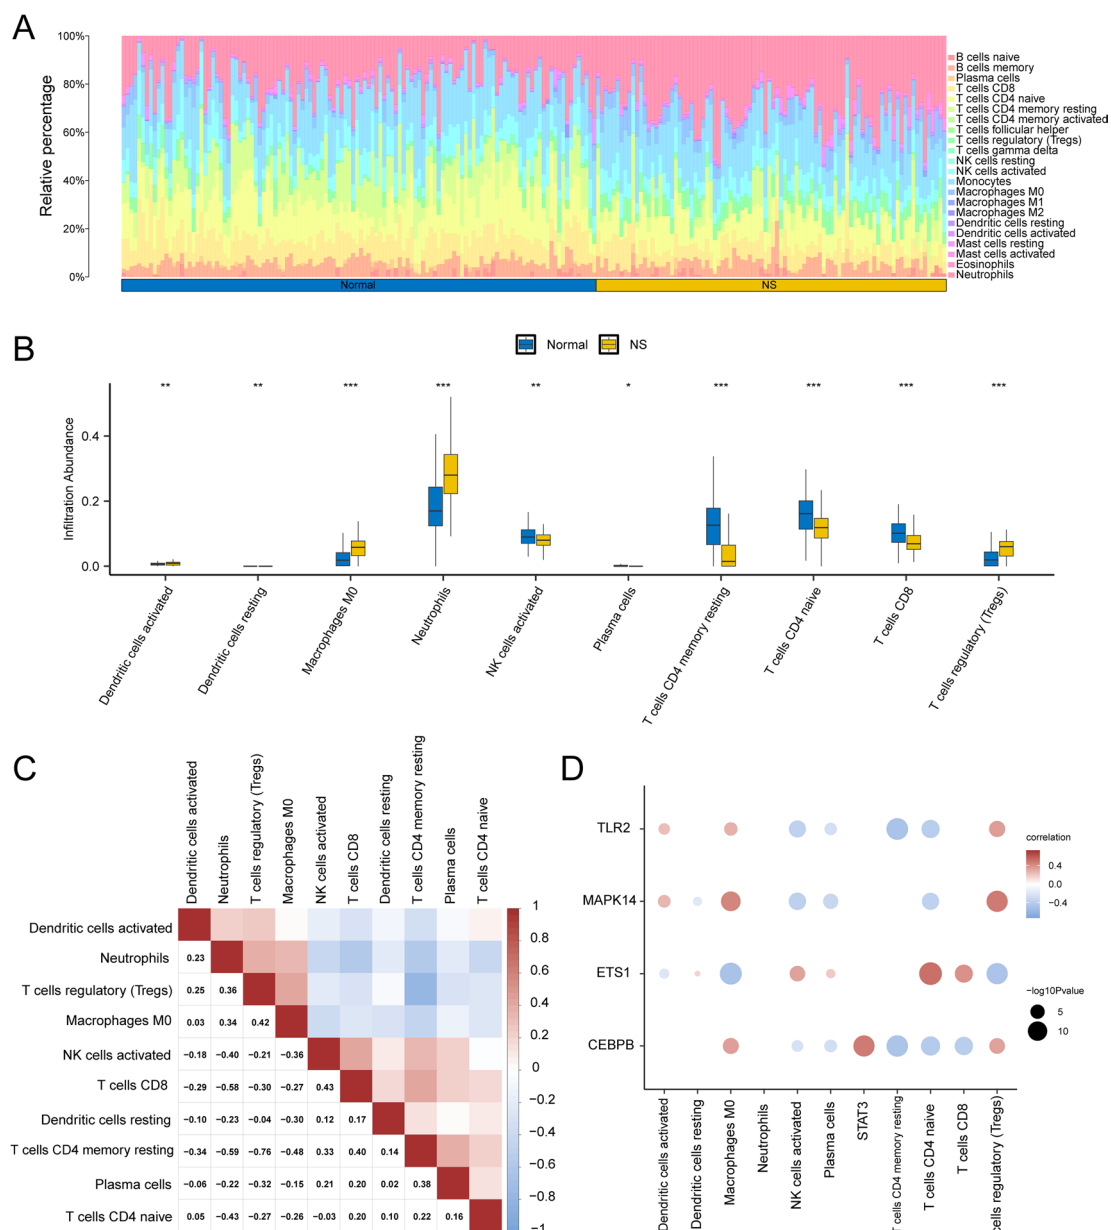 A
100%
80%
60%
40%
20%
0%
Relative percentage
Normal
NS
B cells naive
B cells memory
Plasma cells
T cells CD8
T cells CD4 naive
T cells CD4 memory resting
T cells CD4 memory activated
T cells follicular helper
T cells regulatory (Tregs)
T cells gamma delta
NK cells resting
NK cells activated
Monocytes
Macrophages M0
Macrophages M1
Macrophages M2
Dendritic cells resting
Dendritic cells activated
Mast cells resting
Mast cells activated
Eosinophils
Neutrophils
B
Normal NS
** ** *** *** ** * *** *** *** ***
Infiltration Abundance
0.4
0.2
0.0
Dendritic cells activated
Dendritic cells resting
Macrophages M0
Neutrophils
NK cells activated
Plasma cells
T cells CD4 memory resting
T cells CD4 naive
T cells CD8
T cells regulatory (Tregs)
C
Dendritic cells activated
Neutrophils
T cells regulatory (Tregs)
Macrophages M0
NK cells activated
T cells CD8
Dendritic cells resting
T cells CD4 memory resting
Plasma cells
T cells CD4 naive
Dendritic cells activated
Neutrophils 0.23
T cells regulatory (Tregs) 0.25 0.36
Macrophages M0 0.03 0.34 0.42
NK cells activated −0.18 −0.40 −0.21 −0.36
T cells CD8 −0.29 −0.58 −0.30 −0.27 0.43
Dendritic cells resting −0.10 −0.23 −0.04 −0.30 0.12 0.17
T cells CD4 memory resting −0.34 −0.59 −0.76 −0.48 0.33 0.40 0.14
Plasma cells −0.06 −0.22 −0.32 −0.15 0.21 0.20 0.02 0.38
T cells CD4 naive 0.05 −0.43 −0.27 −0.26 −0.03 0.20 0.10 0.22 0.16
1
0.8
0.6
0.4
0.2
0
−0.2
−0.4
−0.6
−0.8
−1
D
TLR2
MAPK14
ETS1
CEBPB
Dendritic cells activated
Dendritic cells resting
Macrophages M0
Neutrophils
NK cells activated
Plasma cells
STAT3
T cells CD4 memory resting
T cells CD4 naive
T cells CD8
cells regulatory (Tregs)
correlation
0.4
0.0
−0.4
−log10Pvalue
5
10